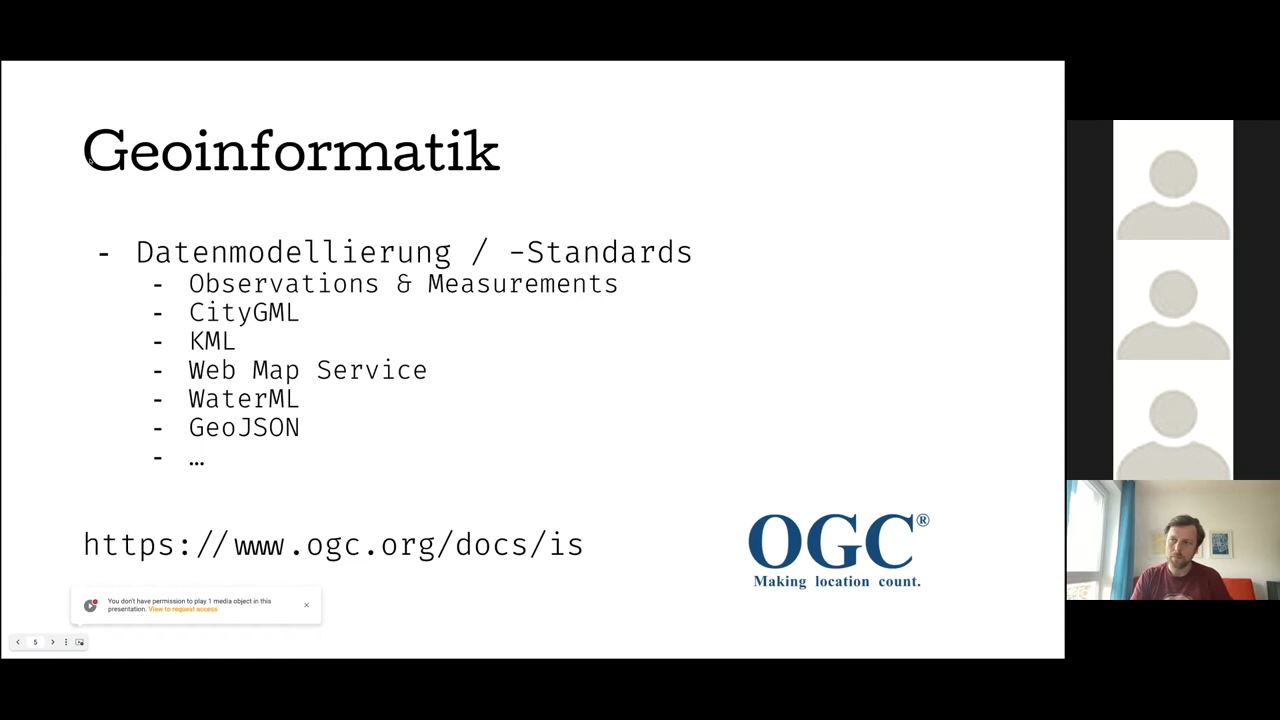 Geoinformatik
- Datenmodellierung / -Standards
- Observations & Measurements
- CityGML
- KML
- Web Map Service
- WaterML
- GeoJSON
- …
https://www.ogc.org/docs/is
OGC®
Making location count.
You don't have permission to play 1 media object in this
presentation. View to request access
5